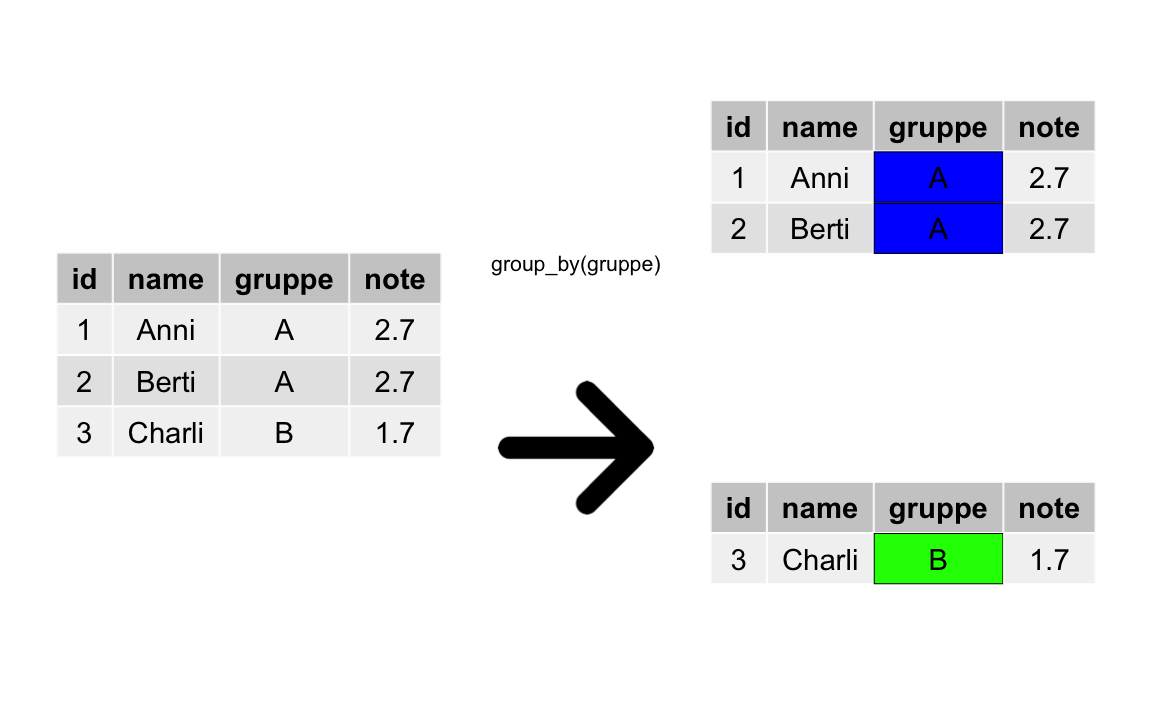 id name gruppe note
1 Anni A 2.7
2 Berti A 2.7
3 Charli B 1.7
group_by(gruppe)
id name gruppe note
1 Anni A 2.7
2 Berti A 2.7
id name gruppe note
3 Charli B 1.7